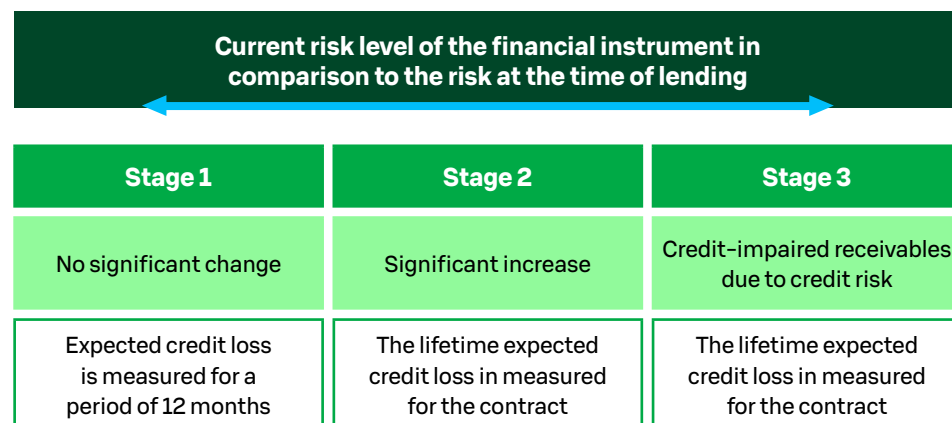 Current risk level of the financial instrument in
comparison to the risk at the time of lending
Stage 1
Stage 2
Stage 3
No significant change
Significant increase
Credit-impaired receivables
due to credit risk
Expected credit loss
is measured for a
period of 12 months
The lifetime expected
credit loss in measured
for the contract
The lifetime expected
credit loss in measured
for the contract